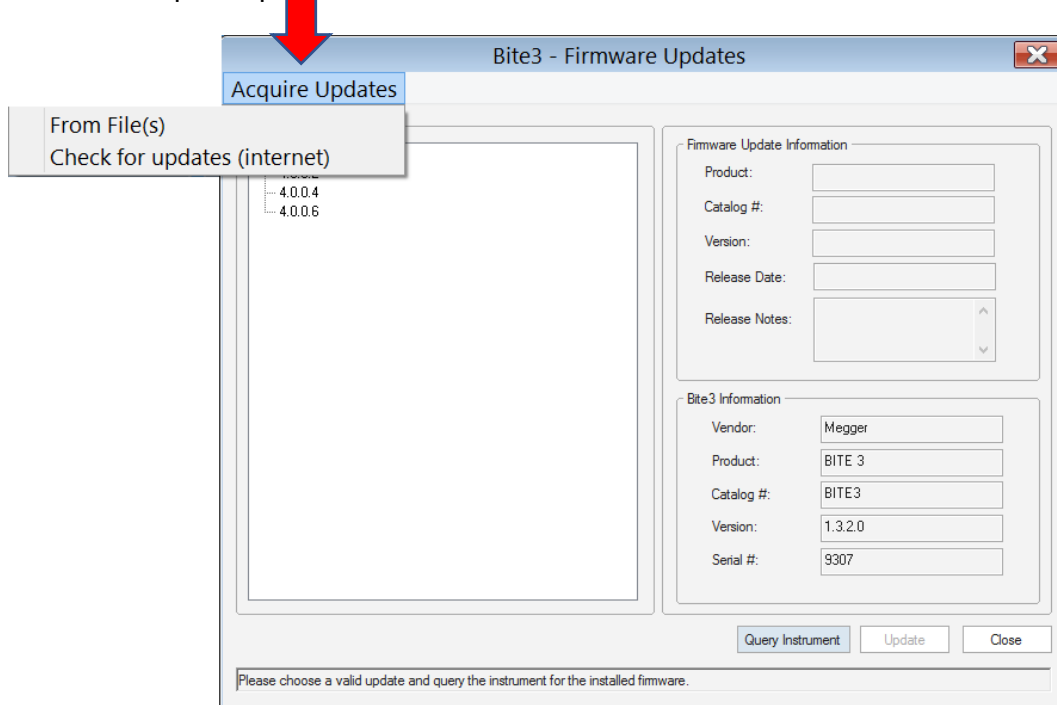 Bite3 - Firmware Updates
Acquire Updates
From File(s)
Check for updates (internet)
4.0.0.4
4.0.0.6
Firmware Update Information
Product:
Catalog #:
Version:
Release Date:
Release Notes:
Bite3 Information
Vendor: Megger
Product: BITE 3
Catalog #: BITE3
Version: 1.3.2.0
Serial #: 9307
Query Instrument Update Close
Please choose a valid update and query the instrument for the installed firmware.